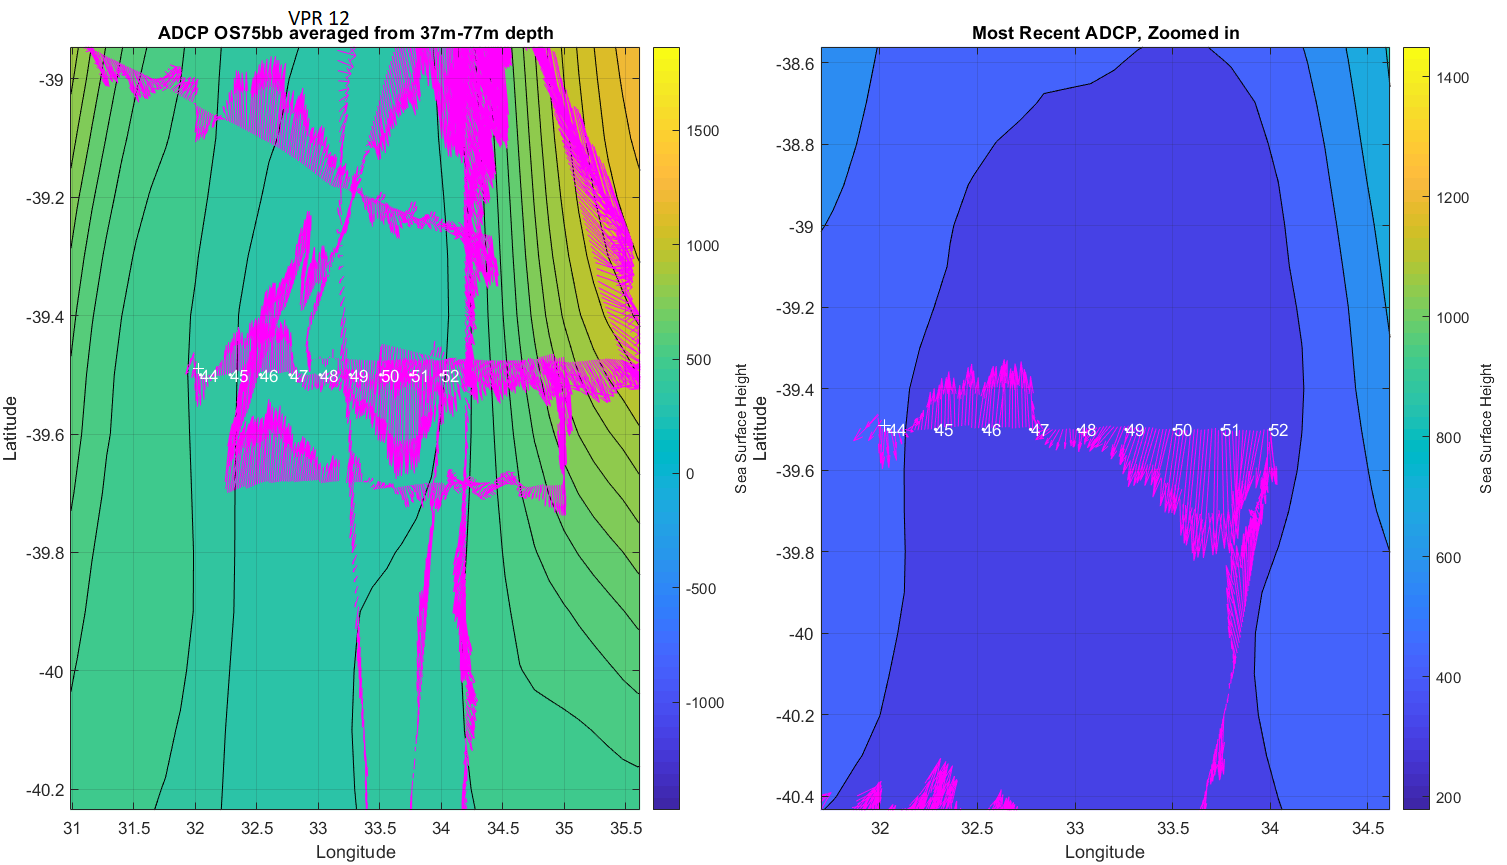 VPR 12
ADCP OS75bb averaged from 37m-77m depth
-39
-39.2
-39.4
-39.6
-39.8
-40
-40.2
44 45 46 47 48 49 50 51 52
31 31.5 32 32.5 33 33.5 34 34.5 35 35.5
Longitude
Latitude
1500
1000
500
0
-500
-1000
Sea Surface Height
Most Recent ADCP, Zoomed in
-38.6
-38.8
-39
-39.2
-39.4
-39.6
-39.8
-40
-40.2
-40.4
44 45 46 47 48 49 50 51 52
32 32.5 33 33.5 34 34.5
Longitude
Latitude
1400
1200
1000
800
600
400
200
Sea Surface Height